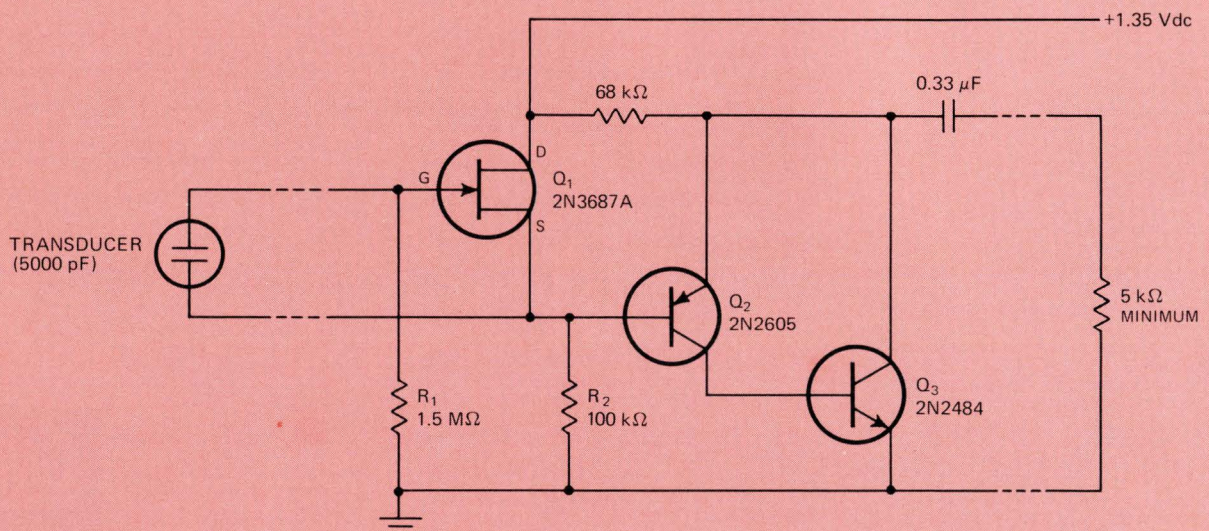 +1.35 Vdc
68 kΩ
0.33 μF
D
G
Q1
2N3687A
S
TRANSDUCER
(5000 pF)
Q2
2N2605
5 kΩ
MINIMUM
R1
1.5 MΩ
R2
100 kΩ
Q3
2N2484